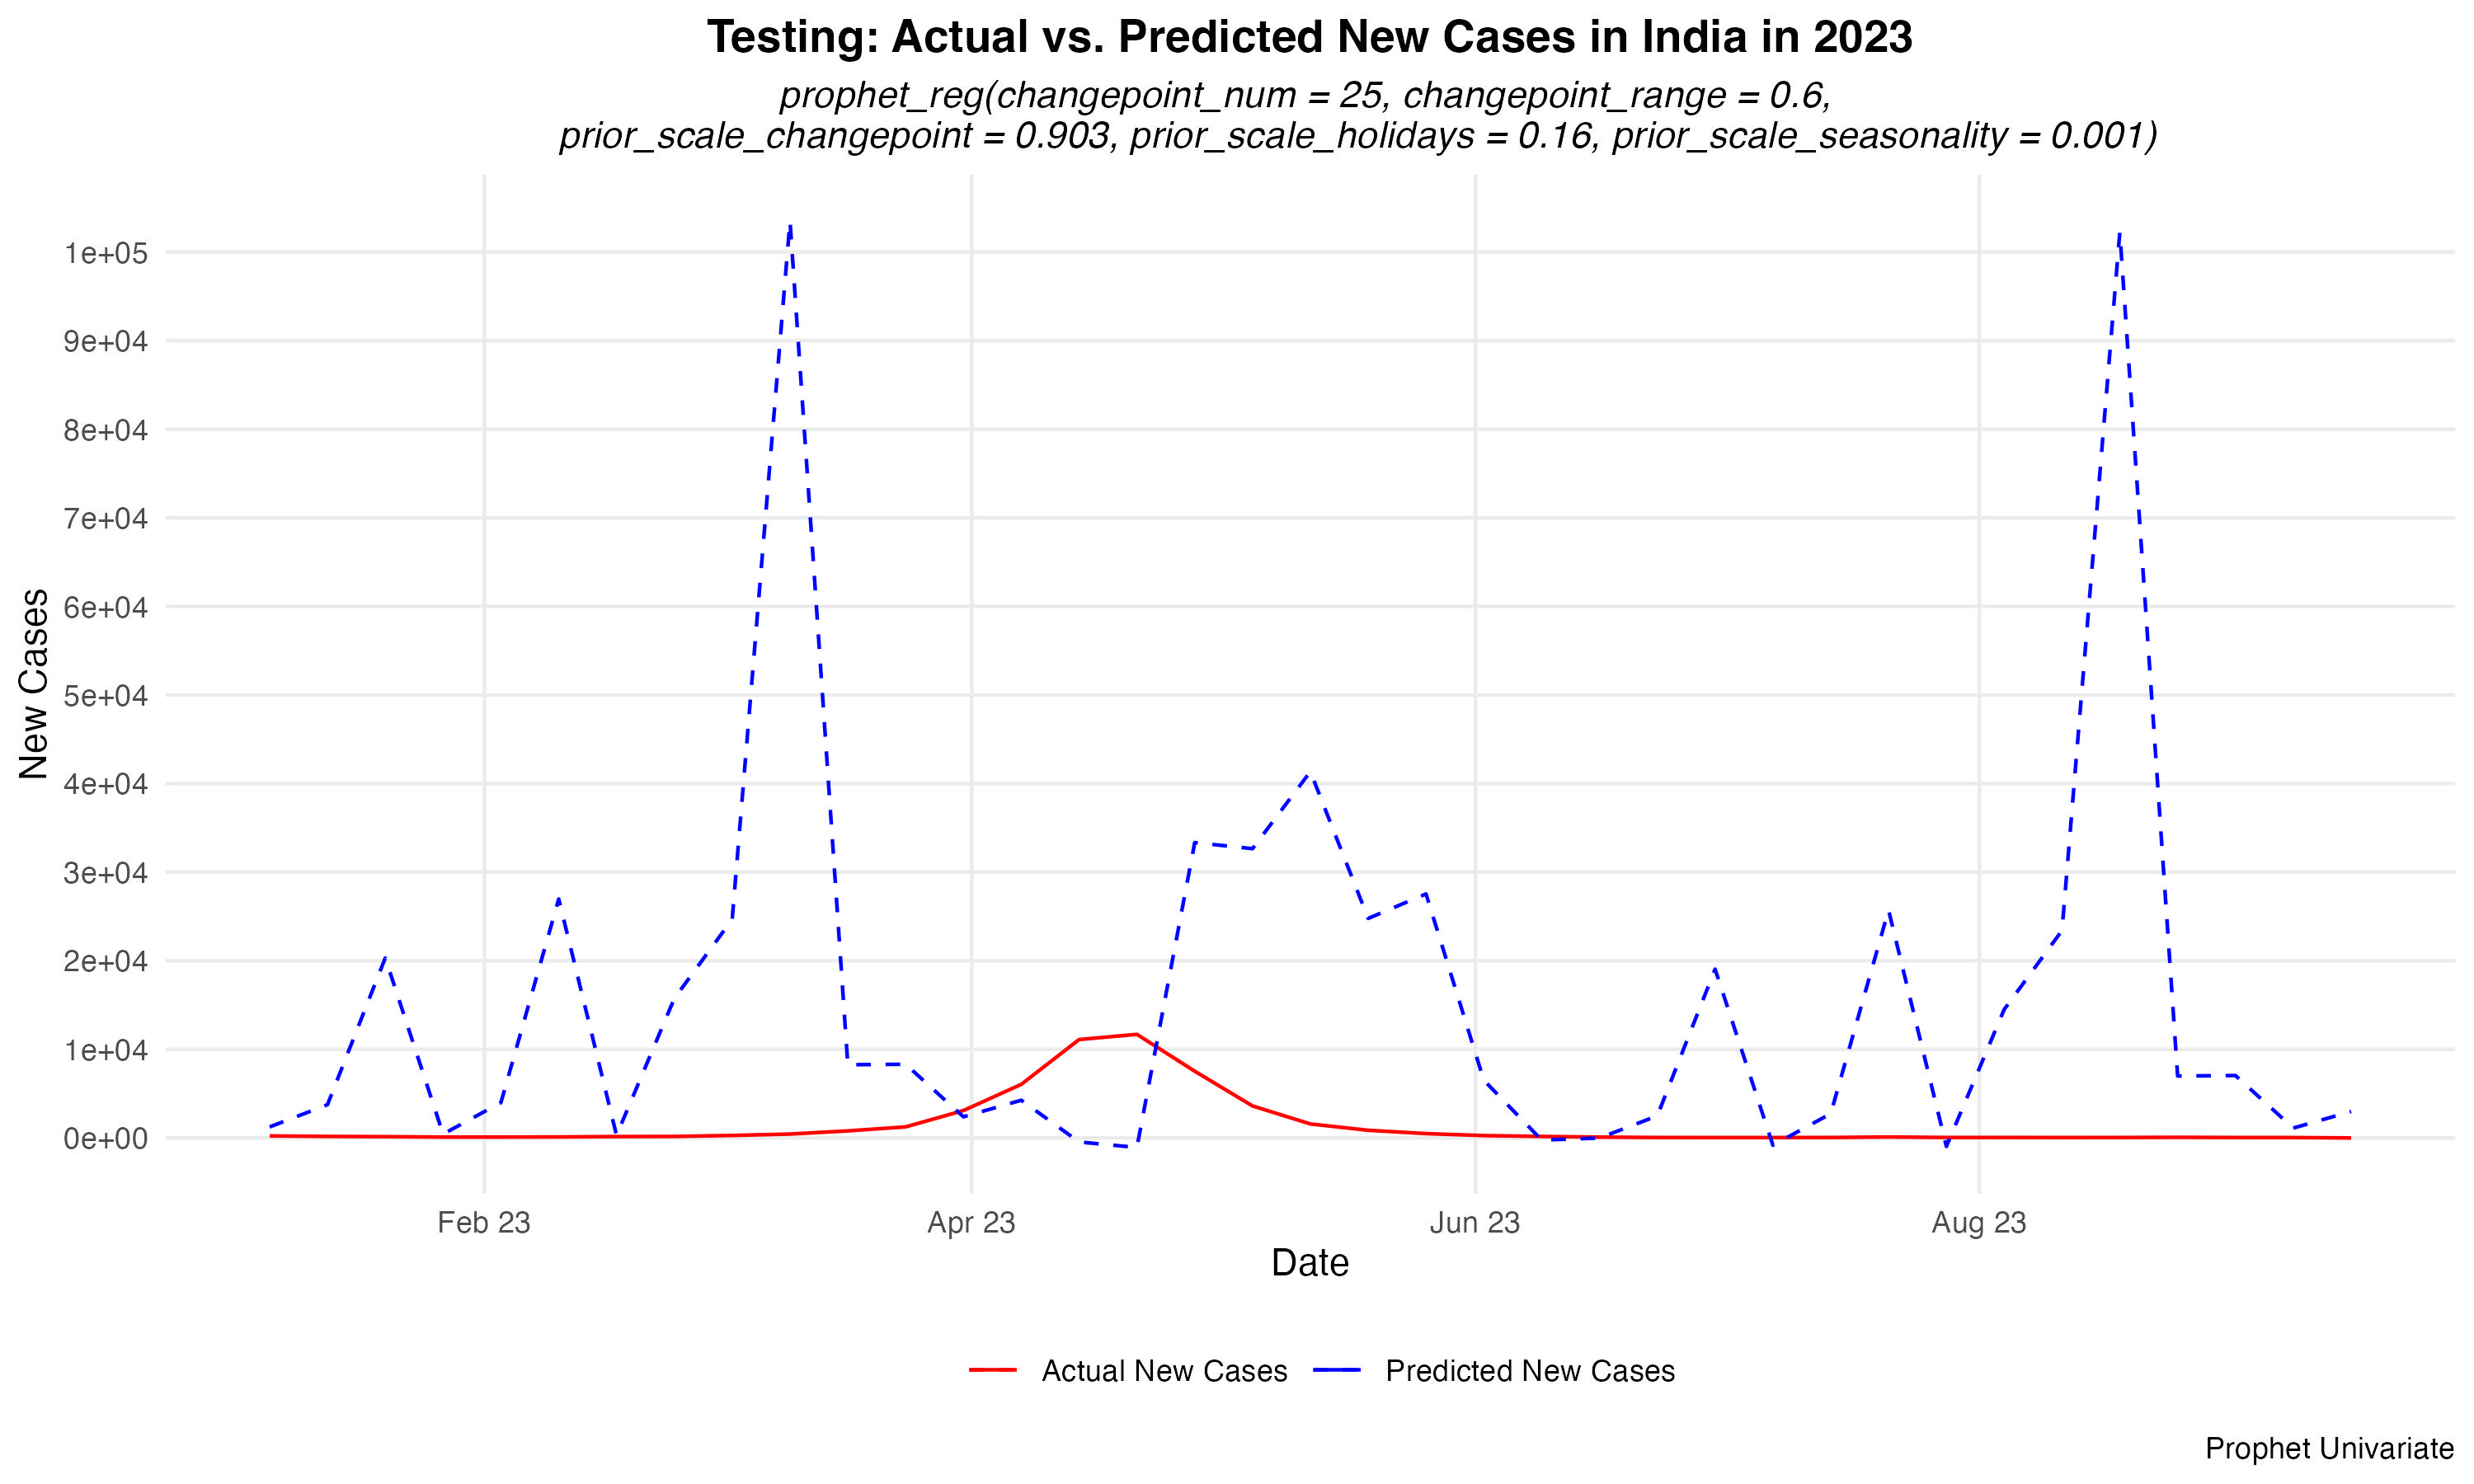 Testing: Actual vs. Predicted New Cases in India in 2023
prophet_reg(changepoint_num = 25, changepoint_range = 0.6,
prior_scale_changepoint = 0.903, prior_scale_holidays = 0.16, prior_scale_seasonality = 0.001)
New Cases
1e+05
9e+04
8e+04
7e+04
6e+04
5e+04
4e+04
3e+04
2e+04
1e+04
0e+00
Feb 23
Apr 23
Jun 23
Aug 23
Date
Actual New Cases
Predicted New Cases
Prophet Univariate